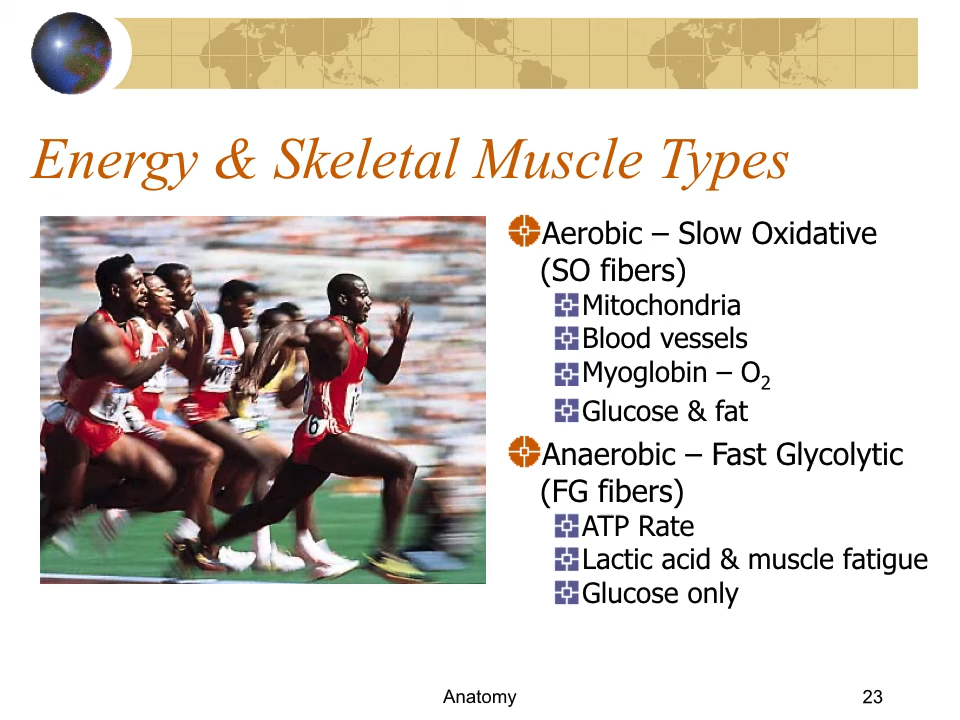 Energy & Skeletal Muscle Types
Aerobic – Slow Oxidative
(SO fibers)
Mitochondria
Blood vessels
Myoglobin – O₂
Glucose & fat
Anaerobic – Fast Glycolytic
(FG fibers)
ATP Rate
Lactic acid & muscle fatigue
Glucose only
6
Anatomy
23